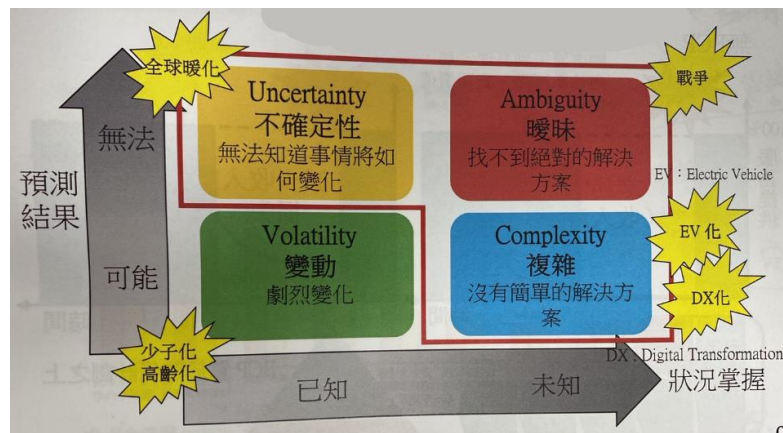 全球暖化
戰爭
Uncertainty
不確定性
無法知道事情將如
何變化
Ambiguity
曖昧
找不到絕對的解決
方案
無法
預測
結果
可能
EV：Electric Vehicle
EV 化
Volatility
變動
劇烈變化
Complexity
複雜
沒有簡單的解決方
案
DX化
少子化
高齡化
DX：Digital Transformation
已知
未知
狀況掌握